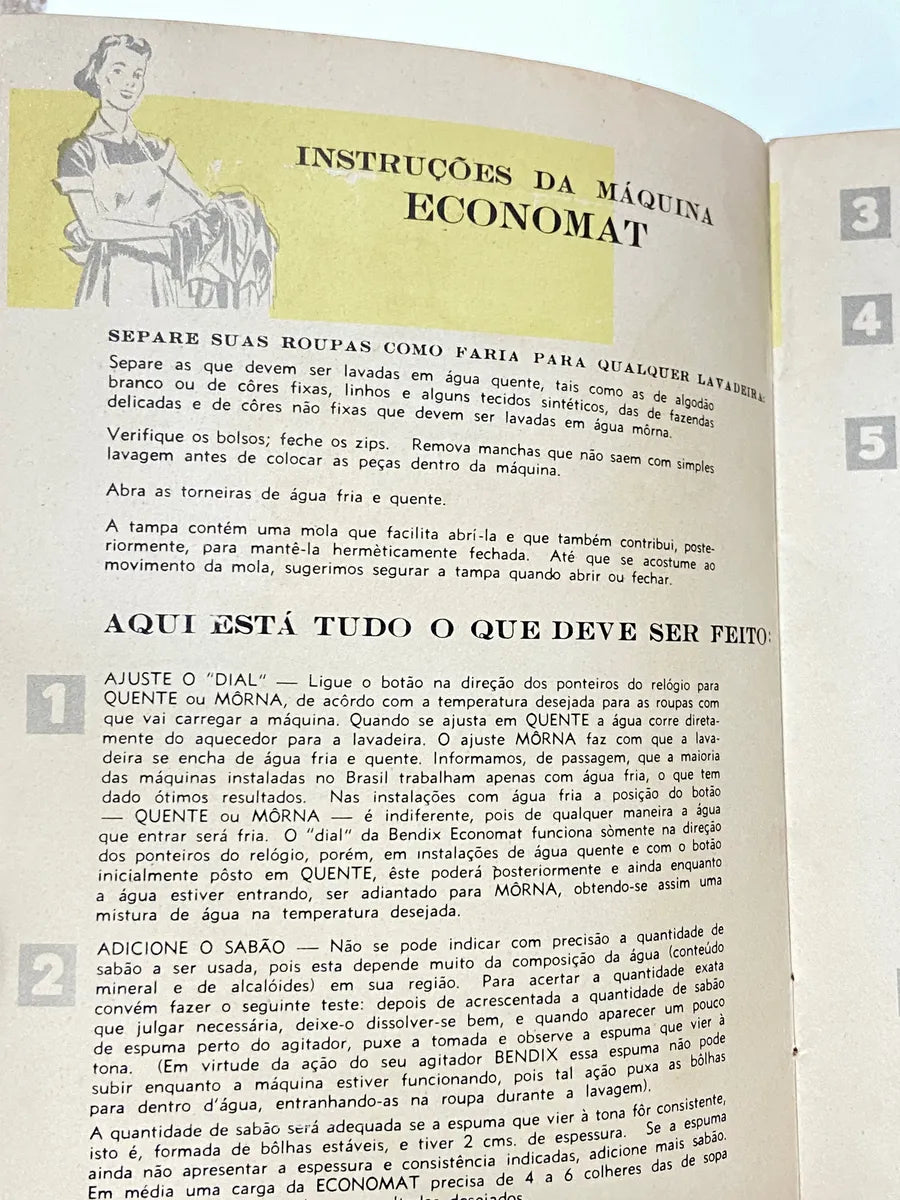 INSTRUÇÕES DA MÁQUINA
ECONOMAT
SEPARE SUAS ROUPAS COMO FARIA PARA QUALQUER LAVADEIRA:
Separe as que devem ser lavadas em água quente, tais como as de algodão
branco ou de côres fixas, linhos e alguns tecidos sintéticos, das de fazendas
delicadas e de côres não fixas que devem ser lavadas em água môrna.
Verifique os bolsos; feche os zips. Remova manchas que não saem com simples
lavagem antes de colocar as peças dentro da máquina.
Abra as torneiras de água fria e quente.
A tampa contém uma mola que facilita abrí-la e que também contribui, poste-
riormente, para mantê-la hermèticamente fechada. Até que se acostume ao
movimento da mola, sugerimos segurar a tampa quando abrir ou fechar.
AQUI ESTÁ TUDO O QUE DEVE SER FEITO:
1
AJUSTE O "DIAL" — Ligue o botão na direção dos ponteiros do relógio para
QUENTE ou MÔRNA, de acôrdo com a temperatura desejada para as roupas com
que vai carregar a máquina. Quando se ajusta em QUENTE a água corre direta-
mente do aquecedor para a lavadeira. O ajuste MÔRNA faz com que a lava-
deira se encha de água fria e quente. Informamos, de passagem, que a maioria
das máquinas instaladas no Brasil trabalham apenas com água fria, o que tem
dado ótimos resultados. Nas instalações com água fria a posição do botão
— QUENTE ou MÔRNA — é indiferente, pois de qualquer maneira a água
que entrar será fria. O "dial" da Bendix Economat funciona sòmente na direção
dos ponteiros do relógio, porém, em instalações de água quente e com o botão
inicialmente pôsto em QUENTE, êste poderá posteriormente e ainda enquanto
a água estiver entrando, ser adiantado para MÔRNA, obtendo-se assim uma
mistura de água na temperatura desejada.
2
ADICIONE O SABÃO — Não se pode indicar com precisão a quantidade de
sabão a ser usada, pois esta depende muito da composição da água (conteúdo
mineral e de alcalóides) em sua região. Para acertar a quantidade exata
convém fazer o seguinte teste: depois de acrescentada a quantidade de sabão
que julgar necessária, deixe-o dissolver-se bem, e quando aparecer um pouco
de espuma perto do agitador, puxe a tomada e observe a espuma que vier à
tona. (Em virtude da ação do seu agitador BENDIX essa espuma não pode
subir enquanto a máquina estiver funcionando, pois tal ação puxa as bôlhas
para dentro d'água, entranhando-as na roupa durante a lavagem).
A quantidade de sabão será adequada se a espuma que vier à tona fôr consistente,
isto é, formada de bôlhas estáveis, e tiver 2 cms. de espessura. Se a espuma
ainda não apresentar a espessura e consistência indicadas, adicione mais sabão.
Em média uma carga da ECONOMAT precisa de 4 a 6 colheres das de sopa
desejados.
3
4
5